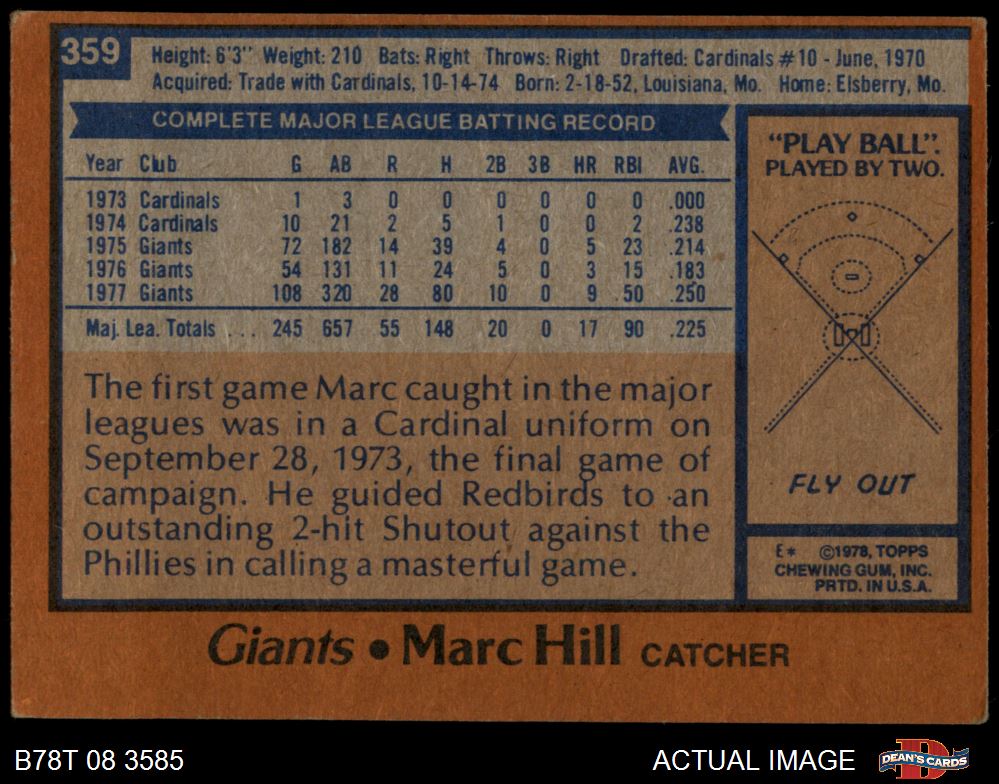 359
Height: 6'3" Weight: 210 Bats: Right Throws: Right Drafted: Cardinals #10 - June, 1970
Acquired: Trade with Cardinals, 10-14-74 Born: 2-18-52, Louisiana, Mo. Home: Elsberry, Mo.
COMPLETE MAJOR LEAGUE BATTING RECORD
Year Club G AB R H 2B 3B HR RBI AVG.
1973 Cardinals 1 3 0 0 0 0 0 0 .000
1974 Cardinals 10 21 2 5 1 0 0 2 .238
1975 Giants 72 182 14 39 4 0 5 23 .214
1976 Giants 54 131 11 24 5 0 3 15 .183
1977 Giants 108 320 28 80 10 0 9 50 .250
Maj. Lea. Totals . . . 245 657 55 148 20 0 17 90 .225
The first game Marc caught in the major
leagues was in a Cardinal uniform on
September 28, 1973, the final game of
campaign. He guided Redbirds to an
outstanding 2-hit Shutout against the
Phillies in calling a masterful game.
"PLAY BALL":
PLAYED BY TWO.
FLY OUT
E* ©1978, TOPPS
CHEWING GUM, INC.
PRTD. IN U.S.A.
Giants • Marc Hill CATCHER
B78T 08 3585
ACTUAL IMAGE
DEAN'S CARDS